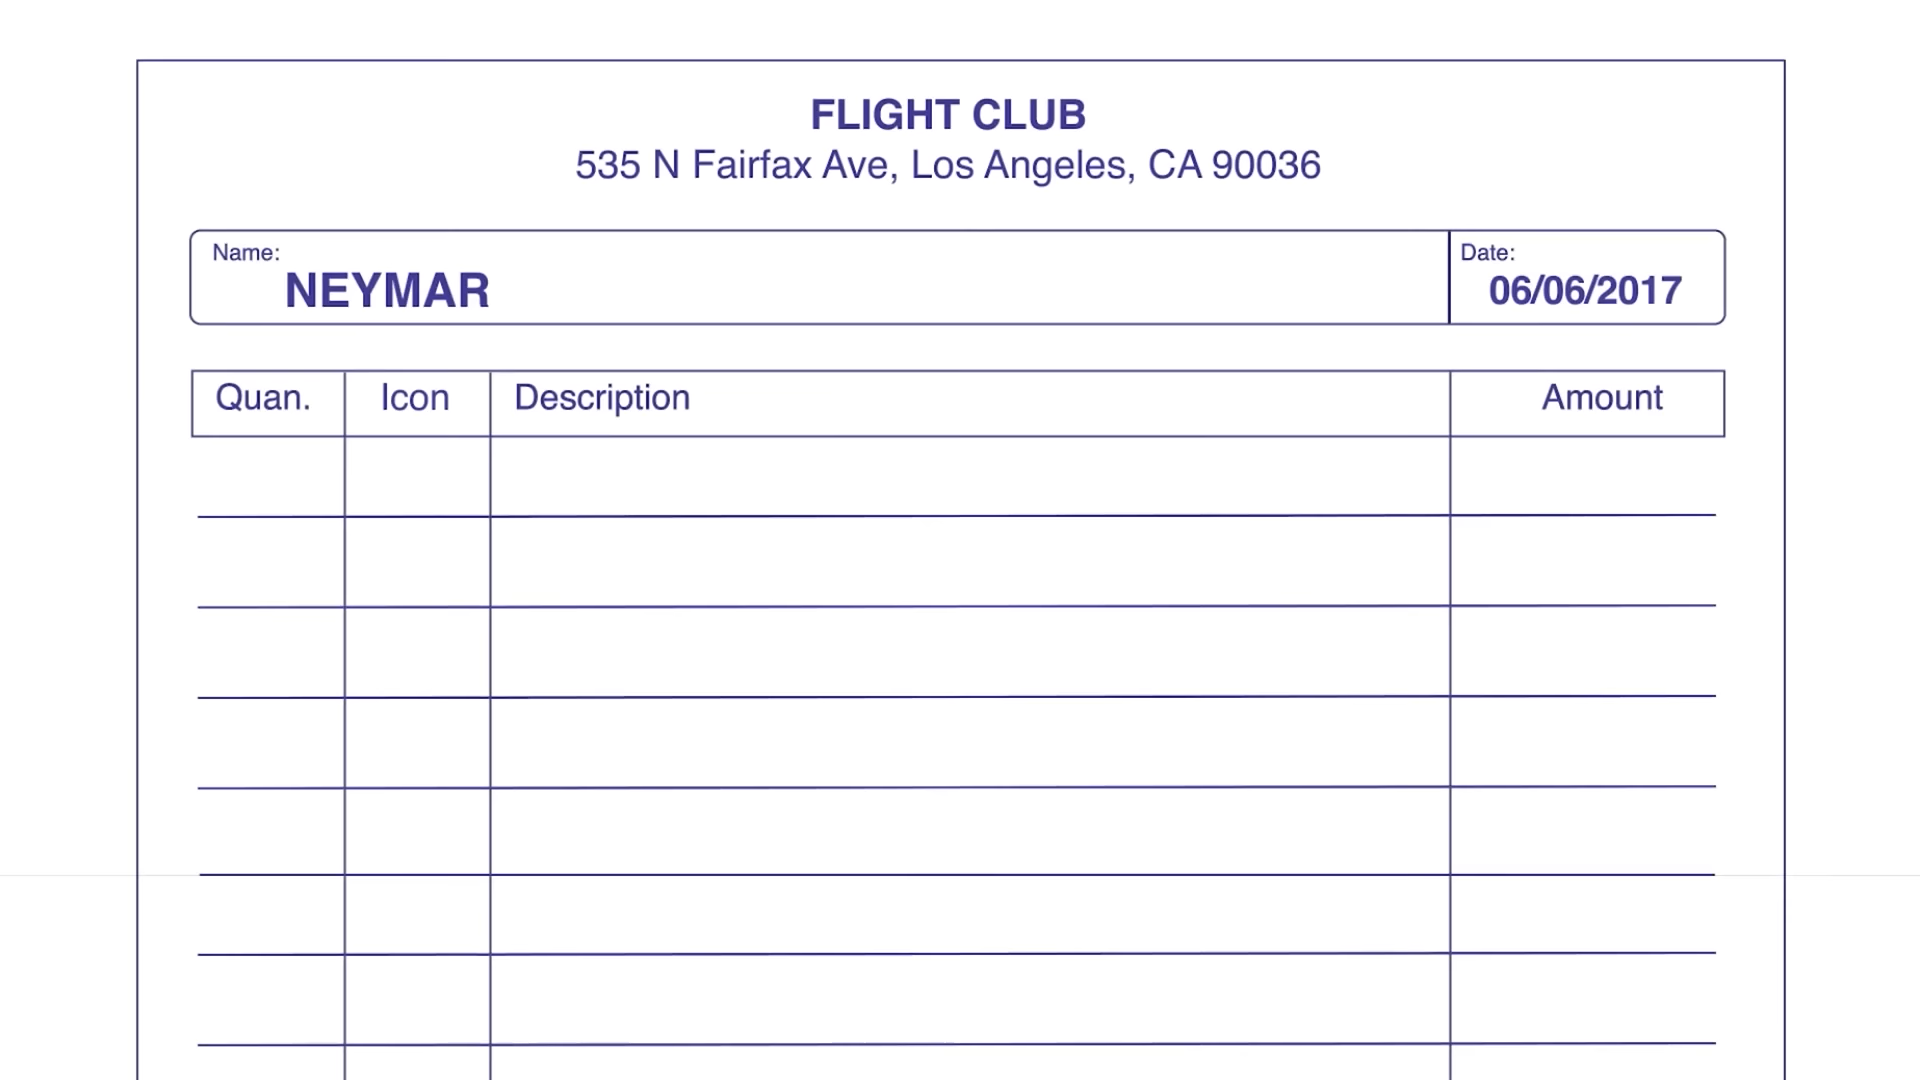 FLIGHT CLUB
535 N Fairfax Ave, Los Angeles, CA 90036
Name:
NEYMAR
Date:
06/06/2017
Quan. Icon Description Amount